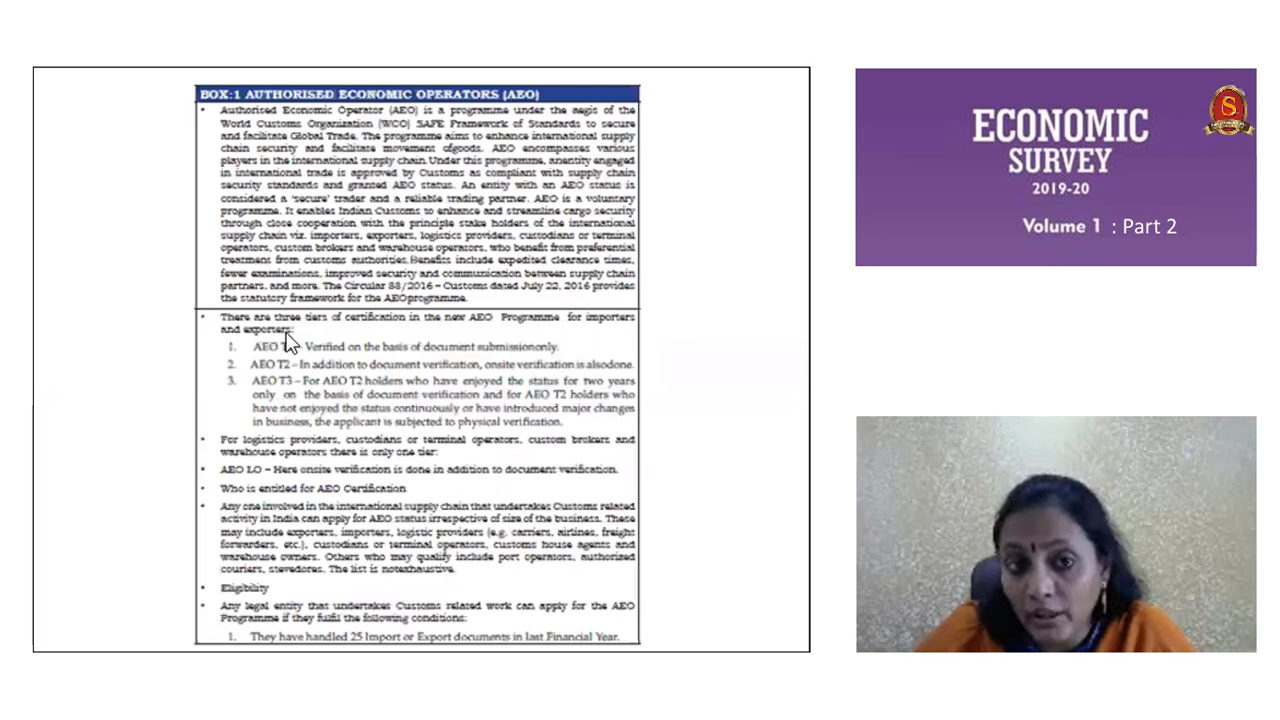 BOX:1 AUTHORISED ECONOMIC OPERATORS (AEO)
• Authorised Economic Operator (AEO) is a programme under the aegis of the
World Customs Organization (WCO) SAFE Framework of Standards to secure
and facilitate Global Trade. The programme aims to enhance international supply
chain security and facilitate movement ofgoods. AEO encompasses various
players in the international supply chain.Under this programme, anentity engaged
in international trade is approved by Customs as compliant with supply chain
security standards and granted AEO status. An entity with an AEO status is
considered a 'secure' trader and a reliable trading partner. AEO is a voluntary
programme. It enables Indian Customs to enhance and streamline cargo security
through close cooperation with the principle stake holders of the international
supply chain viz. importers, exporters, logistics providers, custodians or terminal
operators, custom brokers and warehouse operators, who benefit from preferential
treatment from customs authorities.Benefits include expedited clearance times,
fewer examinations, improved security and communication between supply chain
partners, and more. The Circular 33/2016 – Customs dated July 22, 2016 provides
the statutory framework for the AEOprogramme.
• There are three tiers of certification in the new AEO Programme for importers
and exporters:
1. AEO Verified on the basis of document submissiononly.
2. AEO T2 – In addition to document verification, onsite verification is alsodone.
3. AEO T3 – For AEO T2 holders who have enjoyed the status for two years
only on the basis of document verification and for AEO T2 holders who
have not enjoyed the status continuously or have introduced major changes
in business, the applicant is subjected to physical verification.
• For logistics providers, custodians or terminal operators, custom brokers and
warehouse operators there is only one tier:
• AEO LO – Here onsite verification is done in addition to document verification.
• Who is entitled for AEO Certification
• Any one involved in the international supply chain that undertakes Customs related
activity in India can apply for AEO status irrespective of size of the business. These
may include exporters, importers, logistic providers (e.g. carriers, airlines, freight
forwarders, etc.), custodians or terminal operators, customs house agents and
warehouse owners. Others who may qualify include port operators, authorized
couriers, stevedores. The list is notexhaustive.
• Eligibility
• Any legal entity that undertakes Customs related work can apply for the AEO
Programme if they fulfil the following conditions:
1. They have handled 25 Import or Export documents in last Financial Year.
ECONOMIC
SURVEY
2019-20
Volume 1 : Part 2
S